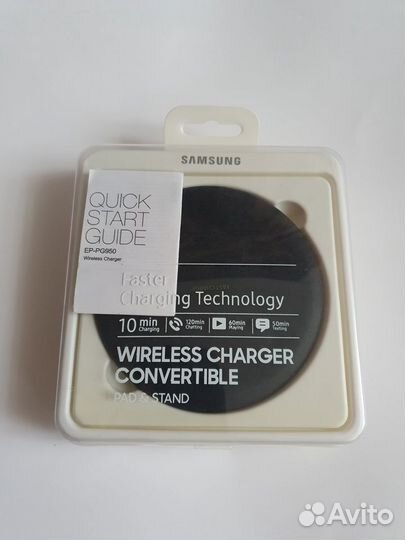 SAMSUNG
QUICK
START
GUIDE
EP-PG950
Wireless Charger
Faster
Charging Technology
10 min Charging
120min Chatting
60min Playing
50min Texting
WIRELESS CHARGER
CONVERTIBLE
PAD & STAND
Avito